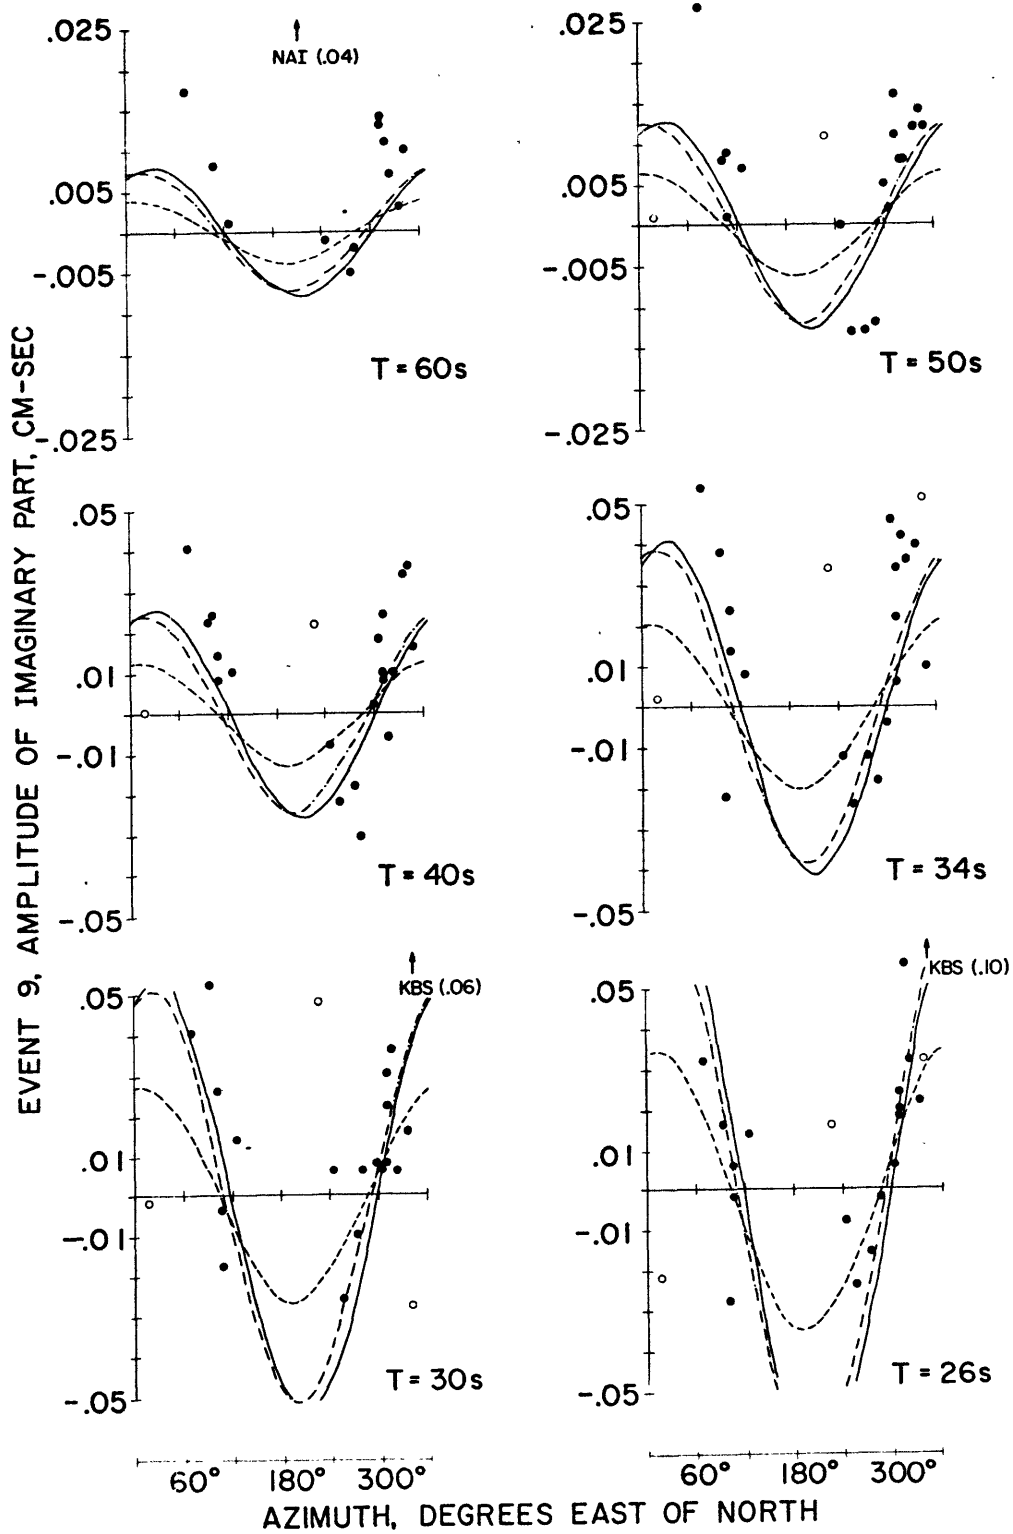 EVENT 9, AMPLITUDE OF IMAGINARY PART, CM-SEC
.025
.005
-.005
-.025
NAI (.04)
T = 60s
.025
.005
-.005
-.025
T = 50s
.05
.01
-.01
-.05
T = 40s
.05
.01
-.01
-.05
T = 34s
.05
.01
-.01
-.05
KBS (.06)
T = 30s
.05
.01
-.01
-.05
KBS (.10)
T = 26s
60° 180° 300°
60° 180° 300°
AZIMUTH, DEGREES EAST OF NORTH